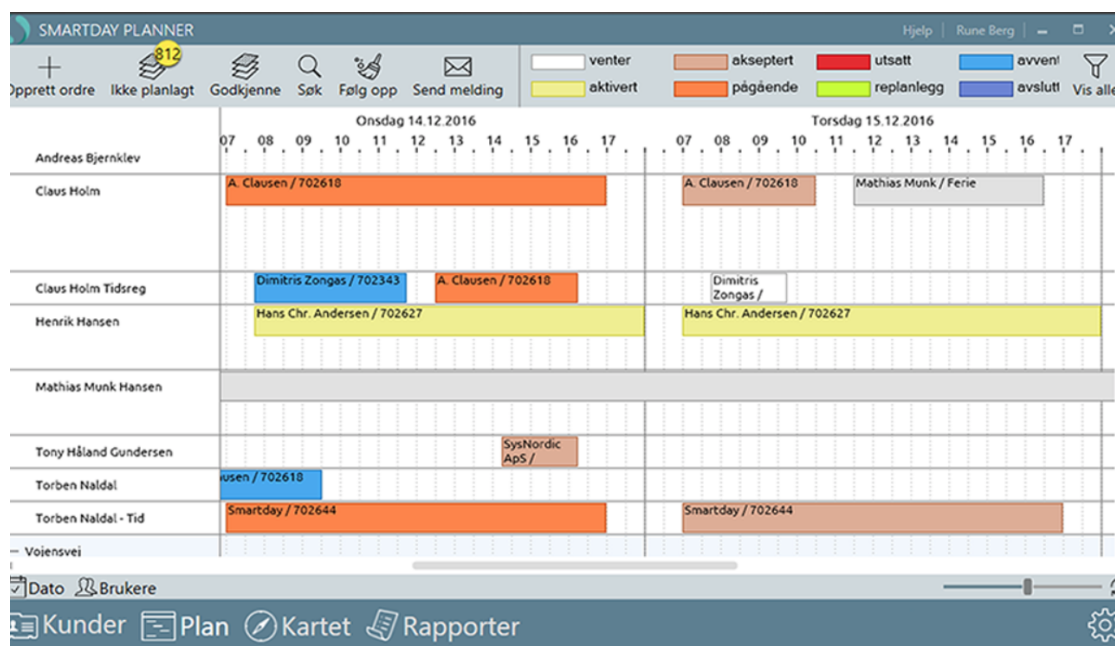 SMARTDAY PLANNER
Hjelp
Rune Berg
812
Opprett ordre
Ikke planlagt
Godkjenne
Søk
Følg opp
Send melding
venter
akseptert
utsatt
avvent
aktivert
pågående
replanlegg
avslutt
Vis alle
Onsdag 14.12.2016
Torsdag 15.12.2016
07 08 09 10 11 12 13 14 15 16 17
07 08 09 10 11 12 13 14 15 16 17
Andreas Bjernklev
Claus Holm
A. Clausen / 702618
A. Clausen / 702618
Mathias Munk / Ferie
Claus Holm Tidsreg
Dimitris Zongas / 702343
A. Clausen / 702618
Dimitris
Zongas /
Henrik Hansen
Hans Chr. Andersen / 702627
Hans Chr. Andersen / 702627
Mathias Munk Hansen
Tony Håland Gundersen
SysNordic
ApS /
Torben Naldal
usen / 702618
Torben Naldal - Tid
Smartday / 702644
Smartday / 702644
Vojensvej
Dato
Brukere
Kunder
Plan
Kartet
Rapporter